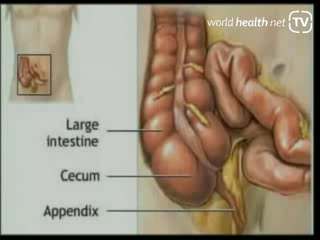 world health net TV
Large
intestine
Cecum
Appendix